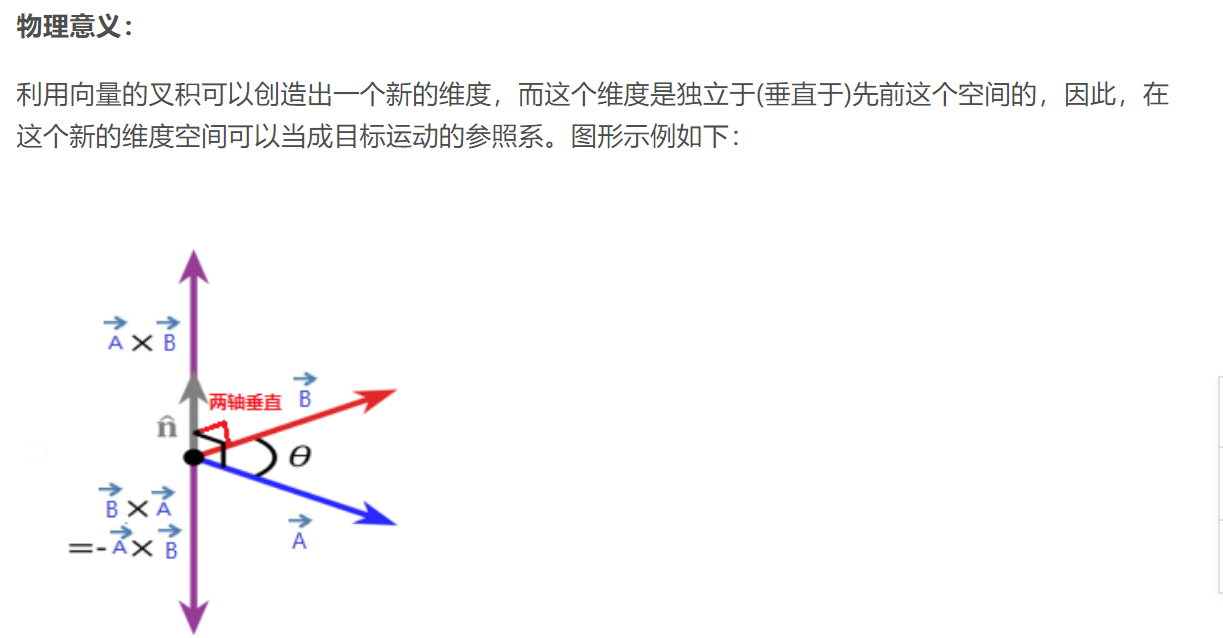 物理意义：
利用向量的叉积可以创造出一个新的维度，而这个维度是独立于(垂直于)先前这个空间的，因此，在
这个新的维度空间可以当成目标运动的参照系。图形示例如下：
A × B
两轴垂直 B
n̂
θ
B × A
=-A× B
A